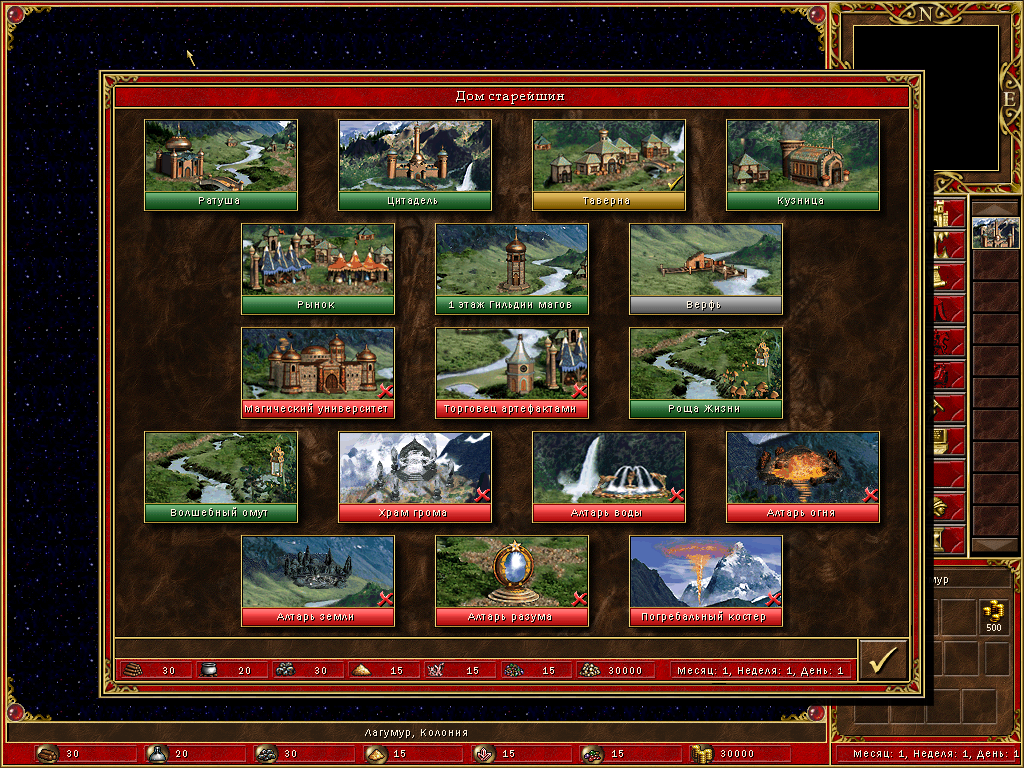 N
Дом старейшин
E
Ратуша
Цитадель
Таверна
Кузница
Рынок
1 этаж Гильдии магов
Верфь
Магический университет
Торговец артефактами
Роща Жизни
Волшебный омут
Храм грома
Алтарь воды
Алтарь огня
Алтарь земли
Алтарь разума
Погребальный костер
мур
500
30 20 30 15 15 15 30000 Месяц: 1, Неделя: 1, День: 1
Лагумур, Колония
30 20 30 15 15 15 30000 Месяц: 1, Неделя: 1, День: 1